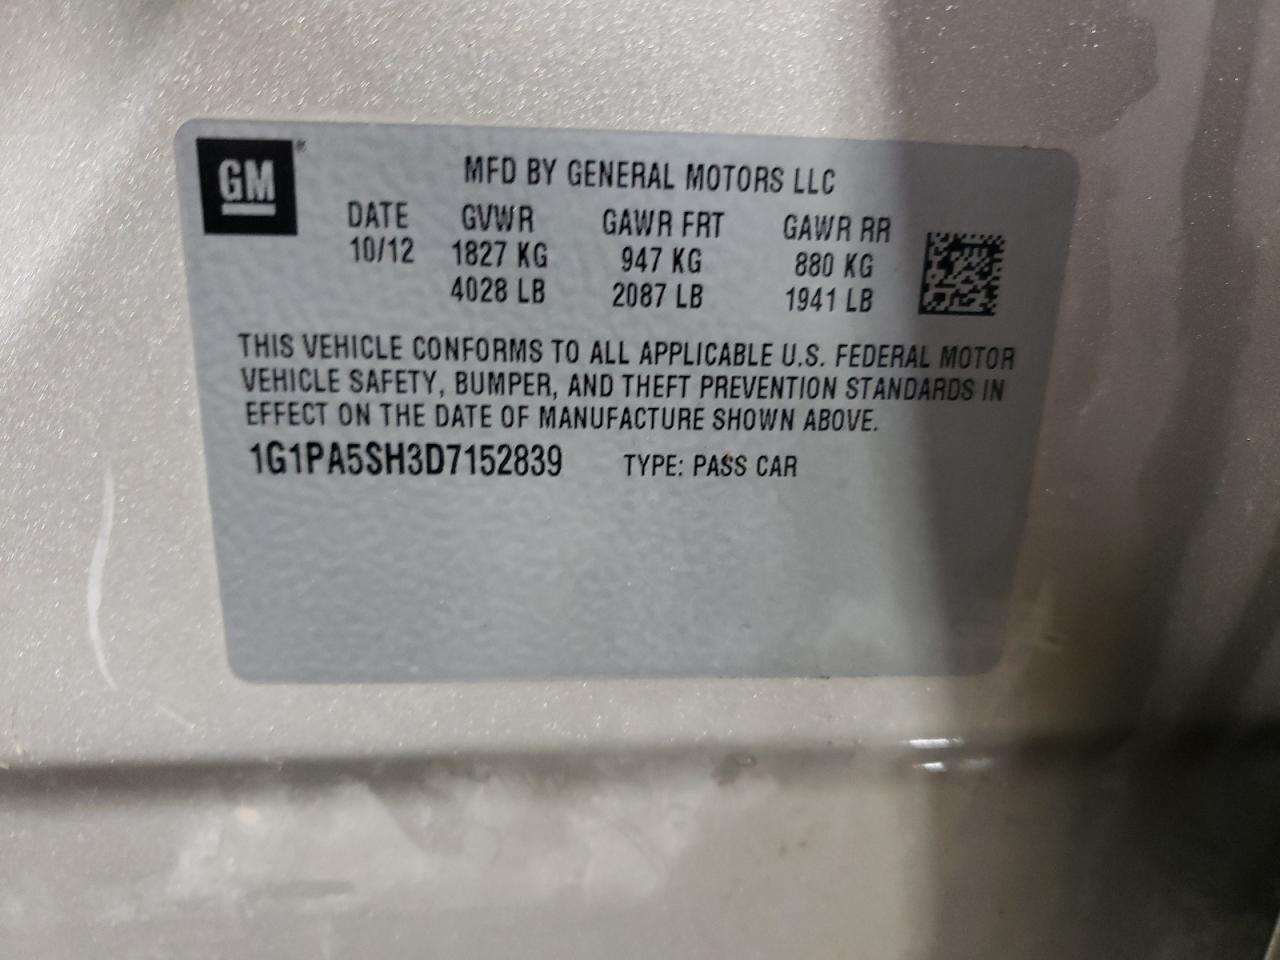 GM®
MFD BY GENERAL MOTORS LLC
DATE GVWR GAWR FRT GAWR RR
10/12 1827 KG 947 KG 880 KG
4028 LB 2087 LB 1941 LB
THIS VEHICLE CONFORMS TO ALL APPLICABLE U.S. FEDERAL MOTOR
VEHICLE SAFETY, BUMPER, AND THEFT PREVENTION STANDARDS IN
EFFECT ON THE DATE OF MANUFACTURE SHOWN ABOVE.
1G1PA5SH3D7152839 TYPE: PASS CAR